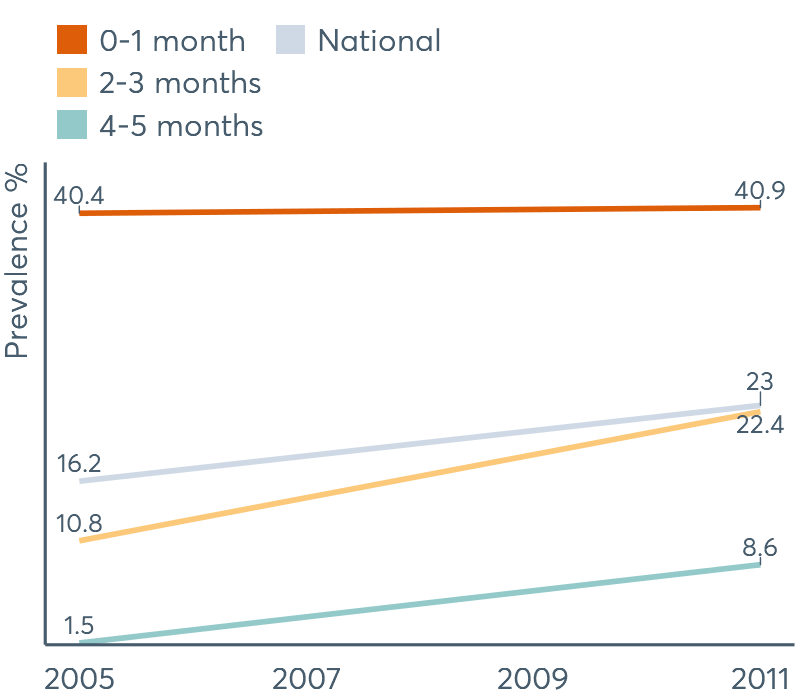 0-1 month National
2-3 months
4-5 months
Prevalence %
40.4 40.9
23
22.4
16.2
10.8
8.6
1.5
2005 2007 2009 2011